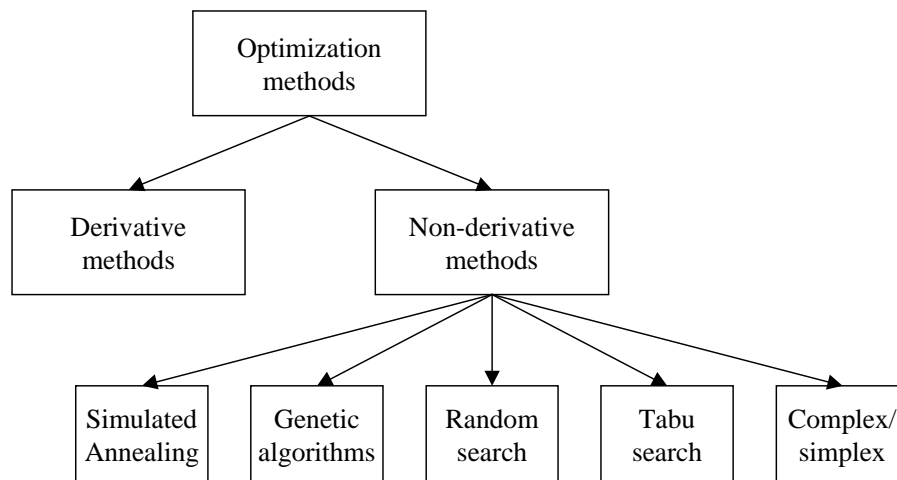 Optimization
methods
Derivative
methods
Non-derivative
methods
Simulated
Annealing
Genetic
algorithms
Random
search
Tabu
search
Complex/
simplex